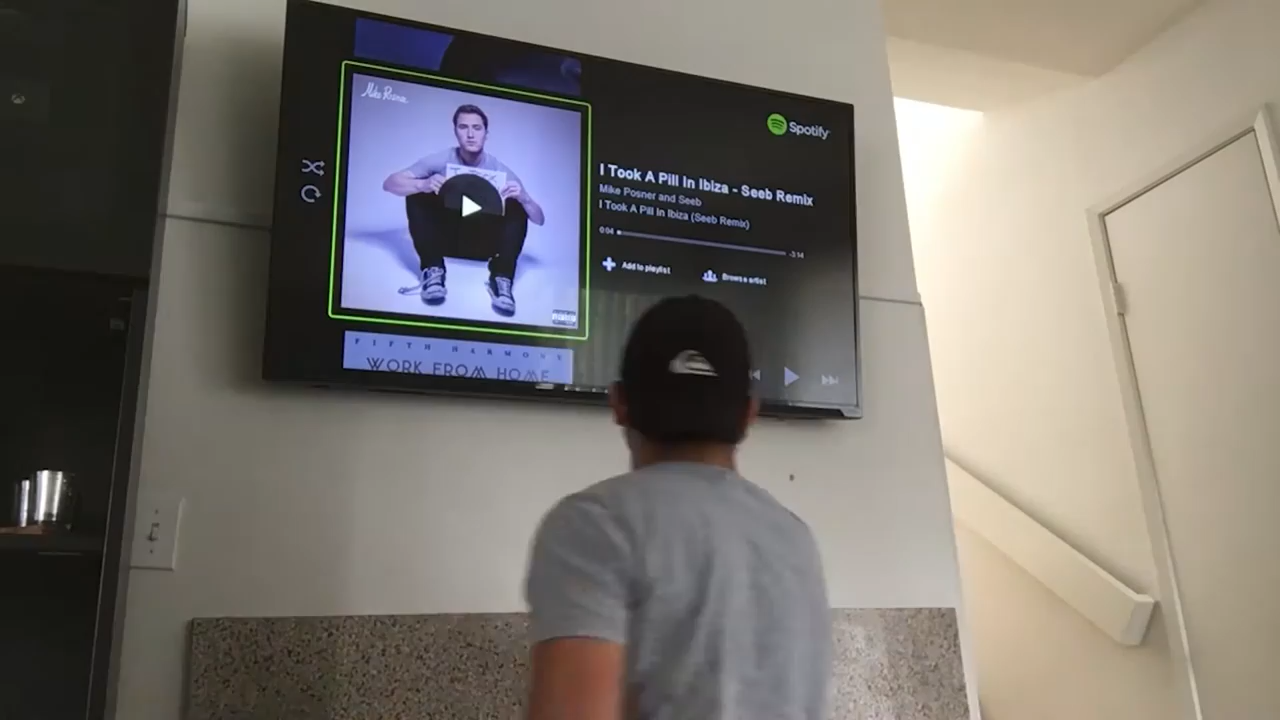 Mike Posner
Spotify
I Took A Pill In Ibiza - Seeb Remix
Mike Posner and Seeb
I Took A Pill In Ibiza (Seeb Remix)
0:04
-3:14
Add to playlist
Browse artist
FIFTH HARMONY
WORK FROM HOME